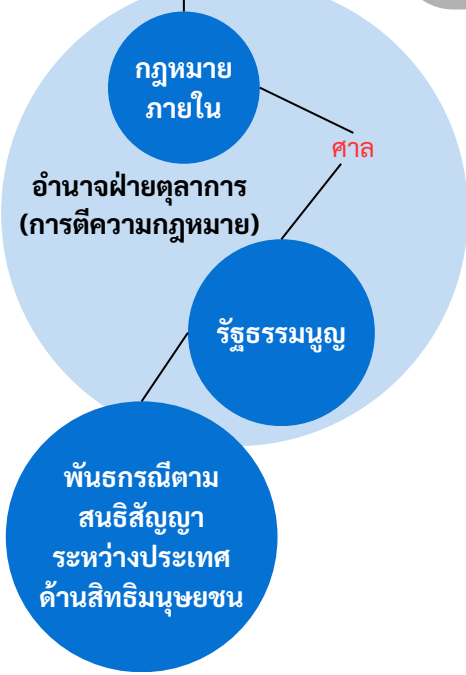 กฎหมาย
ภายใน
ศาล
อำนาจฝ่ายตุลาการ
(การตีความกฎหมาย)
รัฐธรรมนูญ
พันธกรณีตาม
สนธิสัญญา
ระหว่างประเทศ
ด้านสิทธิมนุษยชน